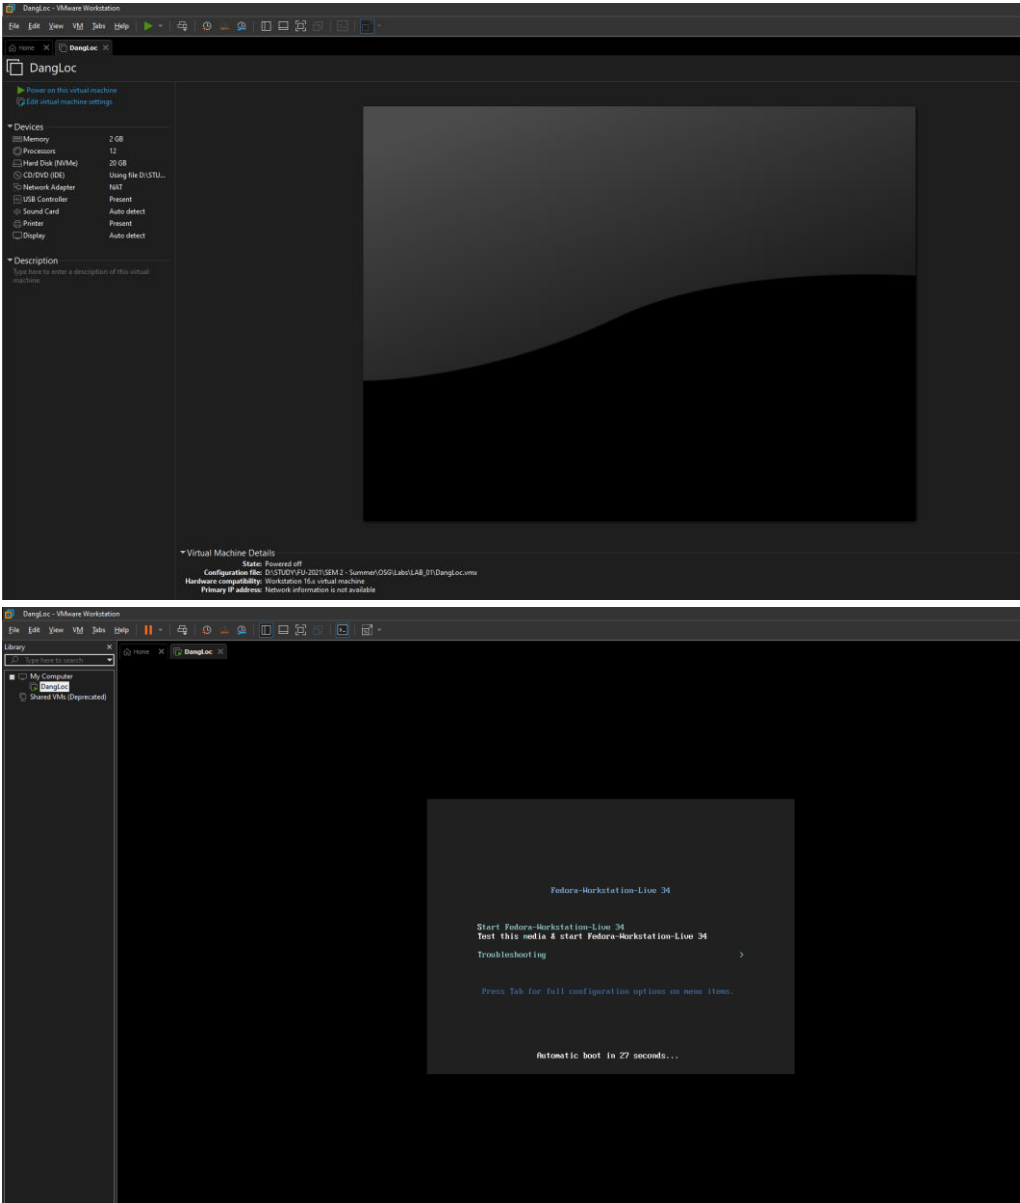 DangLoc - VMware Workstation
File Edit View VM Tabs Help
Home DangLoc
DangLoc
Power on this virtual machine
Edit virtual machine settings
Devices
Memory 2 GB
Processors 12
Hard Disk (NVMe) 20 GB
CD/DVD (IDE) Using file D:\STU...
Network Adapter NAT
USB Controller Present
Sound Card Auto detect
Printer Present
Display Auto detect
Description
Type here to enter a description of this virtual
machine.
Virtual Machine Details
State: Powered off
Configuration file: D:\STUDY\FU-2021\SEM 2 - Summer\OSG\Labs\LAB_01\DangLoc.vmx
Hardware compatibility: Workstation 16.x virtual machine
Primary IP address: Network information is not available
DangLoc - VMware Workstation
File Edit View VM Tabs Help
Library
Type here to search
My Computer
DangLoc
Shared VMs (Deprecated)
Home DangLoc
Fedora-Workstation-Live 34
Start Fedora-Workstation-Live 34
Test this media & start Fedora-Workstation-Live 34
Troubleshooting >
Press Tab for full configuration options on menu items.
Automatic boot in 27 seconds...